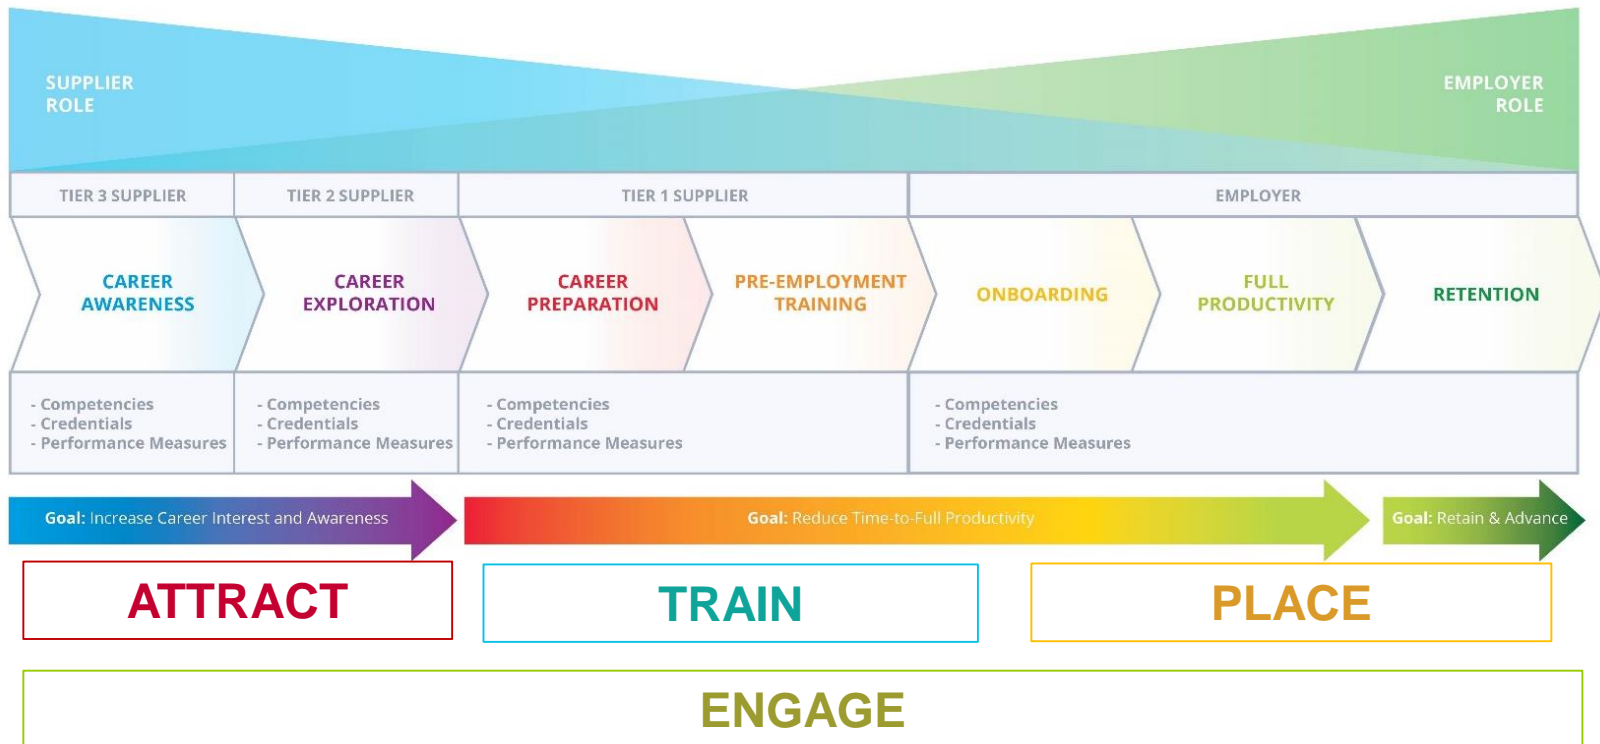 SUPPLIER
ROLE
EMPLOYER
ROLE
TIER 3 SUPPLIER
TIER 2 SUPPLIER
TIER 1 SUPPLIER
EMPLOYER
CAREER
AWARENESS
CAREER
EXPLORATION
CAREER
PREPARATION
PRE-EMPLOYMENT
TRAINING
ONBOARDING
FULL
PRODUCTIVITY
RETENTION
- Competencies
- Credentials
- Performance Measures
- Competencies
- Credentials
- Performance Measures
- Competencies
- Credentials
- Performance Measures
- Competencies
- Credentials
- Performance Measures
Goal: Increase Career Interest and Awareness
Goal: Reduce Time-to-Full Productivity
Goal: Retain & Advance
ATTRACT
TRAIN
PLACE
ENGAGE